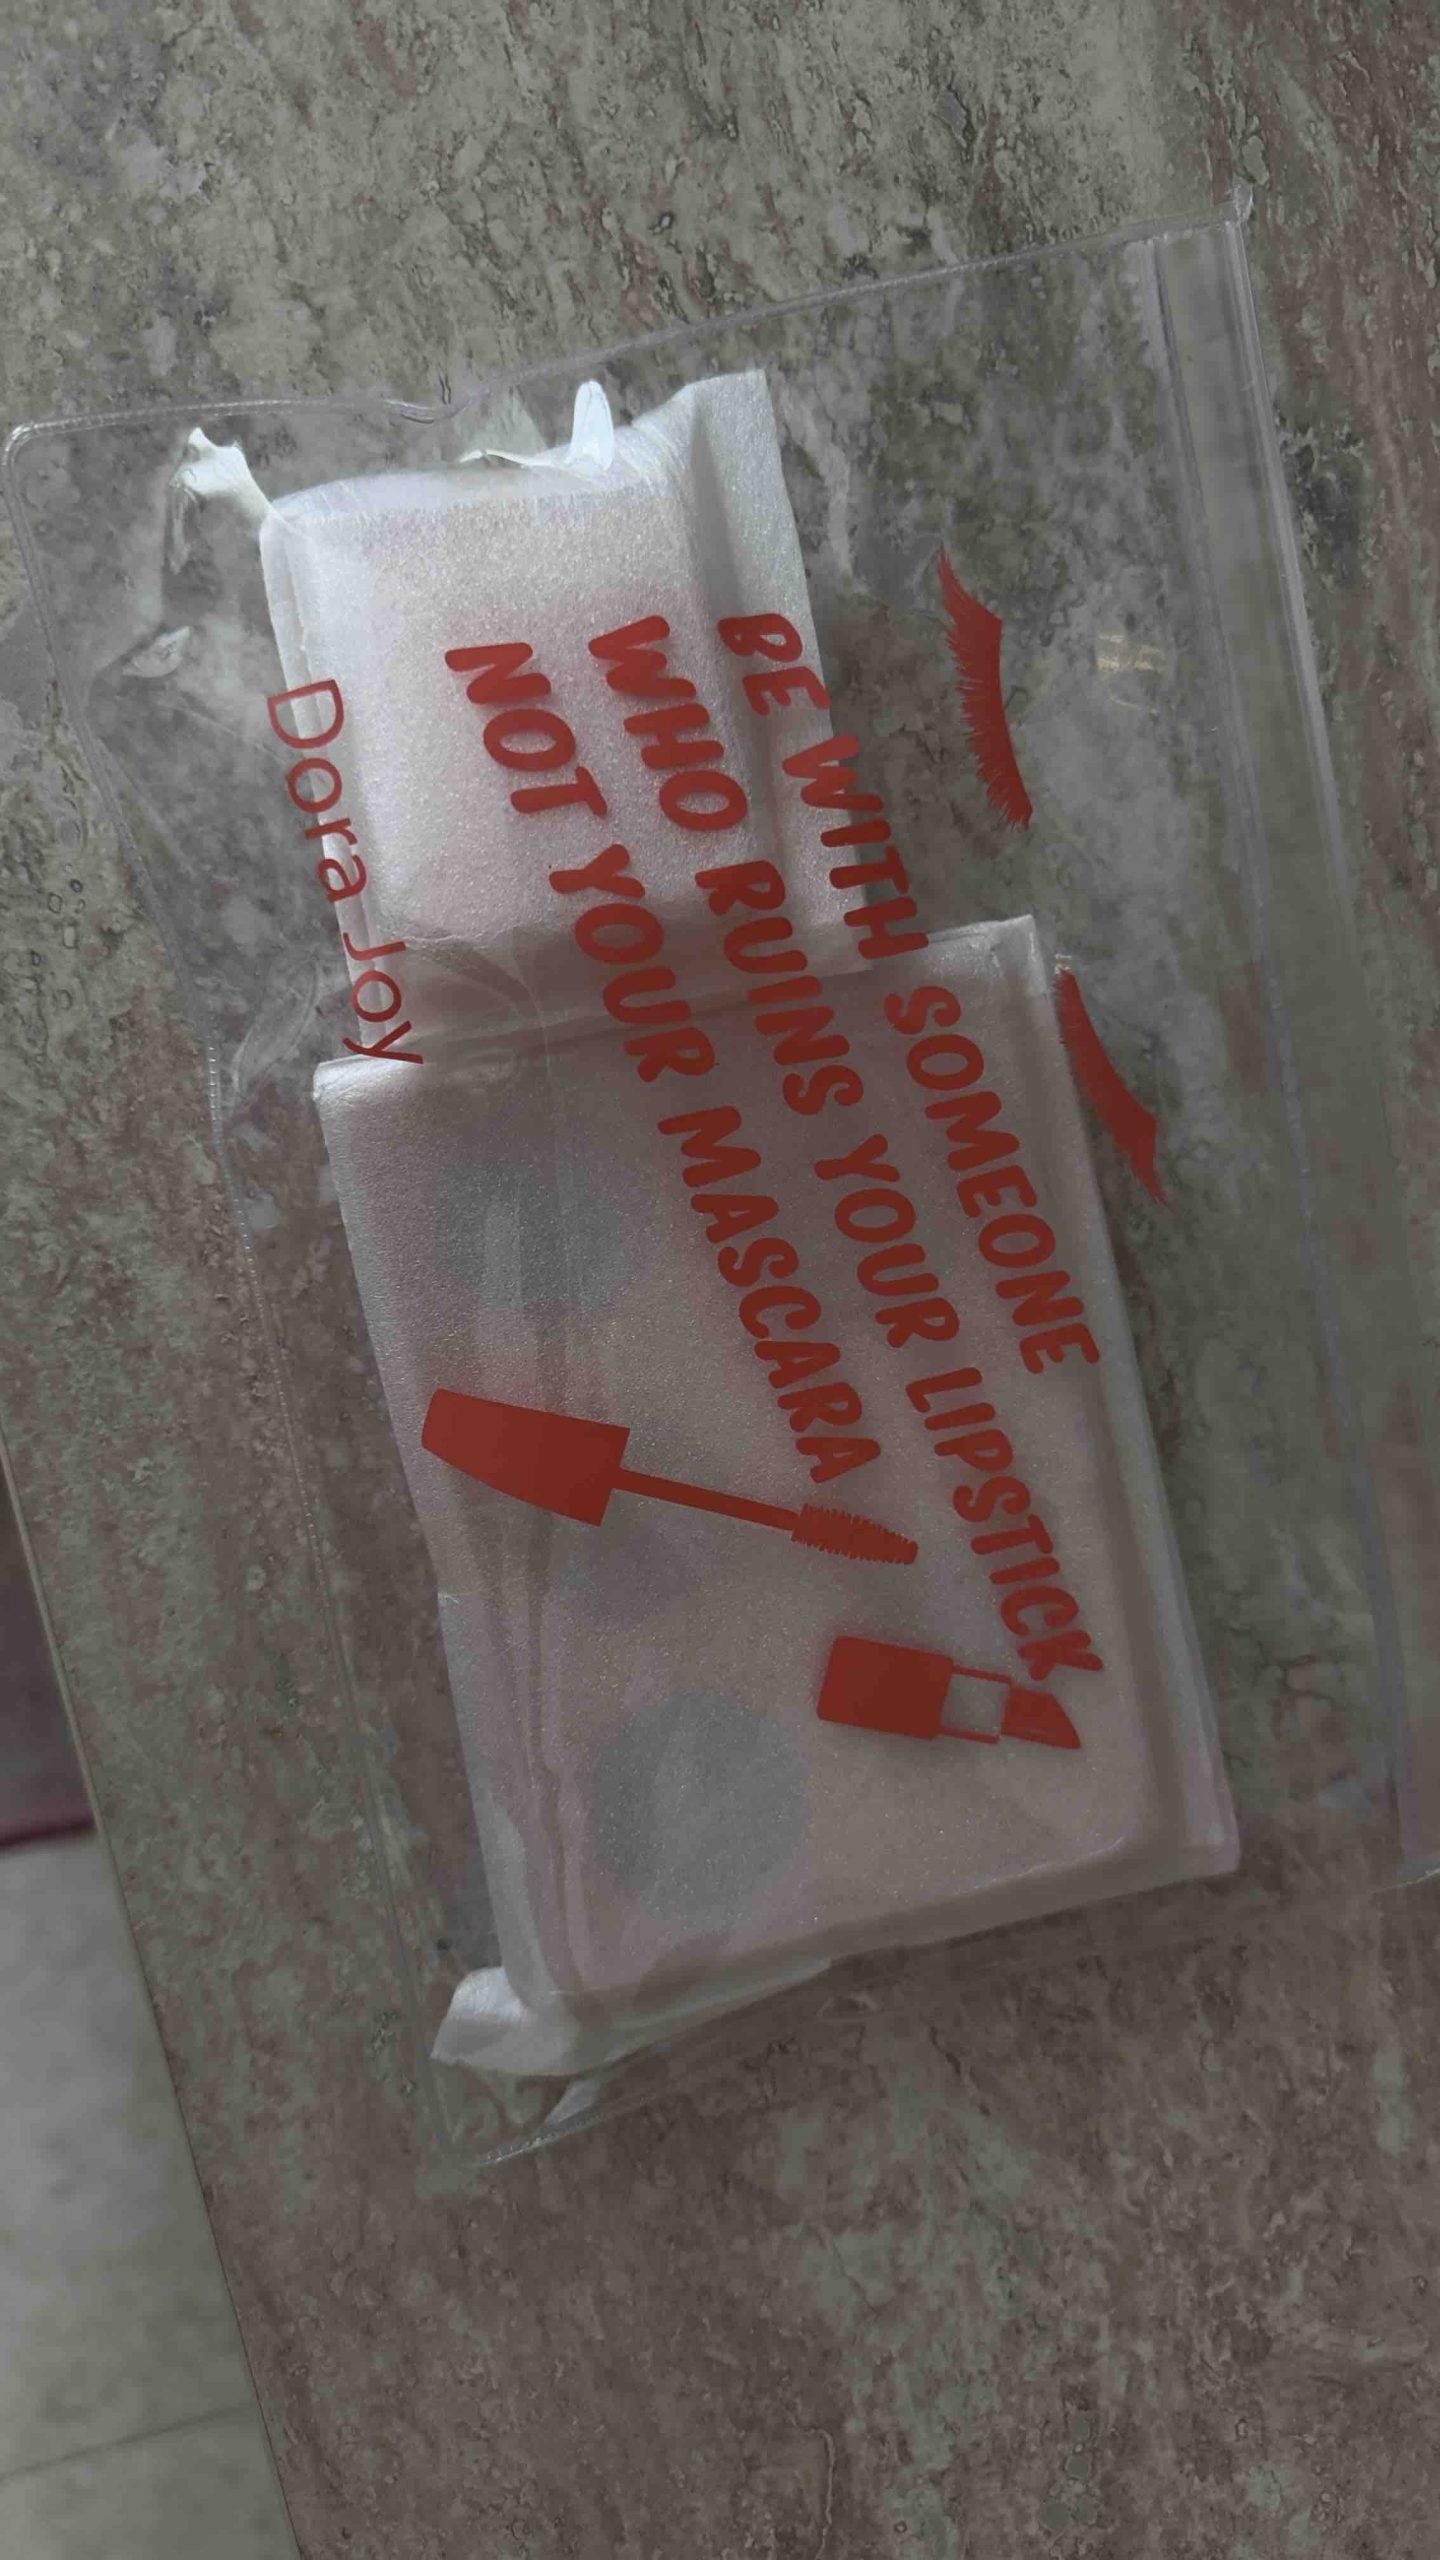 BE WITH SOMEONE
WHO RUINS YOUR LIPSTICK
NOT YOUR MASCARA
Dora Joy